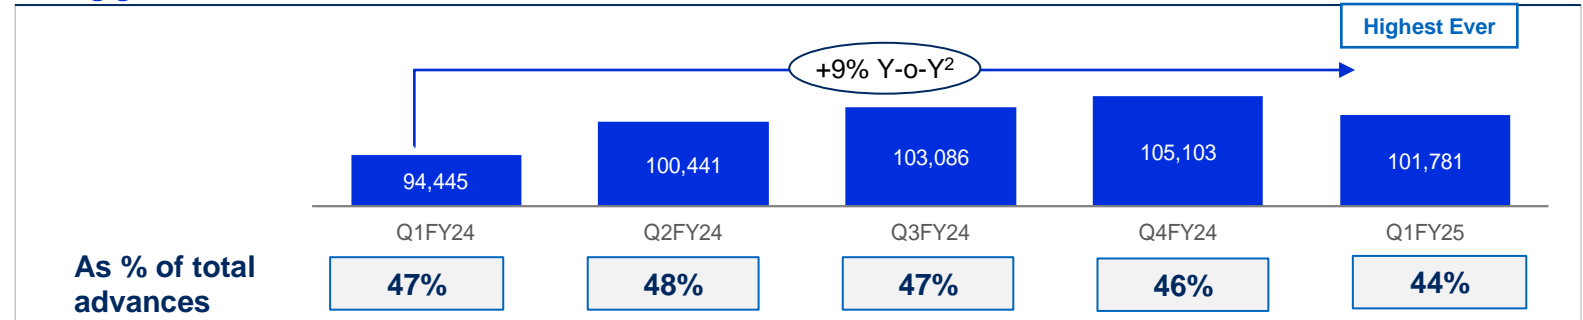 Highest Ever
+9% Y-o-Y2
94,445
100,441
103,086
105,103
101,781
Q1FY24
Q2FY24
Q3FY24
Q4FY24
Q1FY25
As % of total
advances
47%
48%
47%
46%
44%